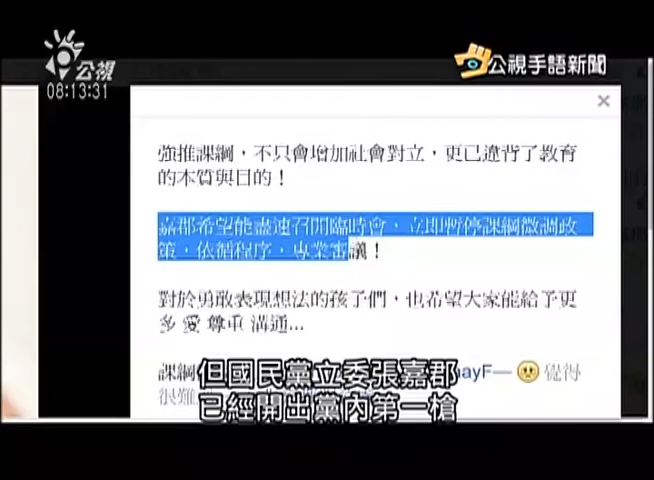 公視
公視手語新聞
08:13:31
強推課綱，不只會增加社會對立，更已違背了教育
的本質與目的！
嘉郡希望能盡速召開臨時會，立即暫停課綱微調政
策，依循程序，專業審議！
對於勇敢表現想法的孩子們，也希望大家能給予更
多 愛 尊重 溝通...
課綱
ayF— 覺得
很難
但國民黨立委張嘉郡
已經開出黨內第一槍